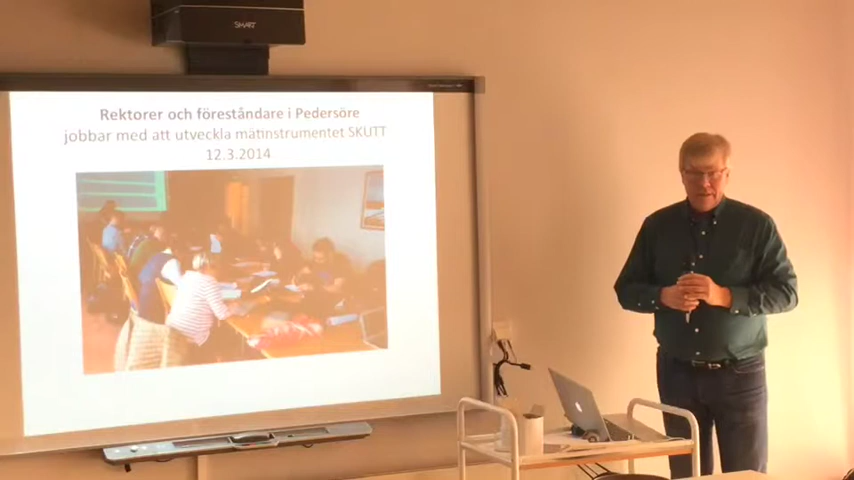 SMART
Rektorer och föreståndare i Pedersöre
jobbar med att utveckla mätinstrumentet SKUTT
12.3.2014